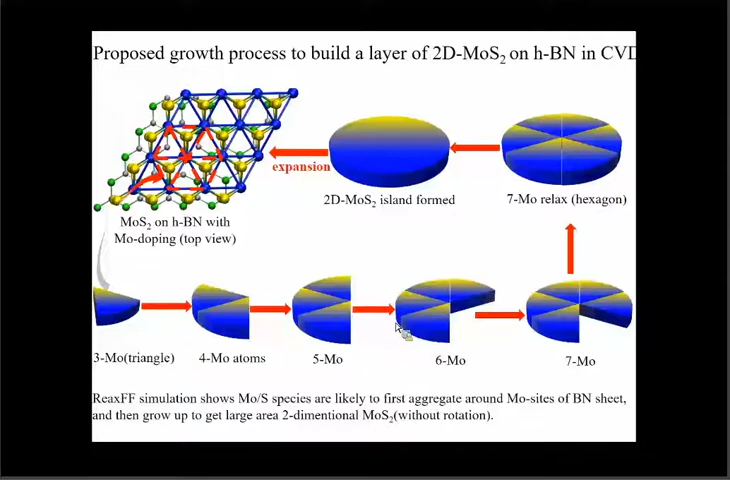 Proposed growth process to build a layer of 2D-MoS₂ on h-BN in CVD
expansion
2D-MoS₂ island formed
7-Mo relax (hexagon)
MoS₂ on h-BN with
Mo-doping (top view)
3-Mo(triangle)
4-Mo atoms
5-Mo
6-Mo
7-Mo
ReaxFF simulation shows Mo/S species are likely to first aggregate around Mo-sites of BN sheet,
and then grow up to get large area 2-dimentional MoS₂(without rotation).